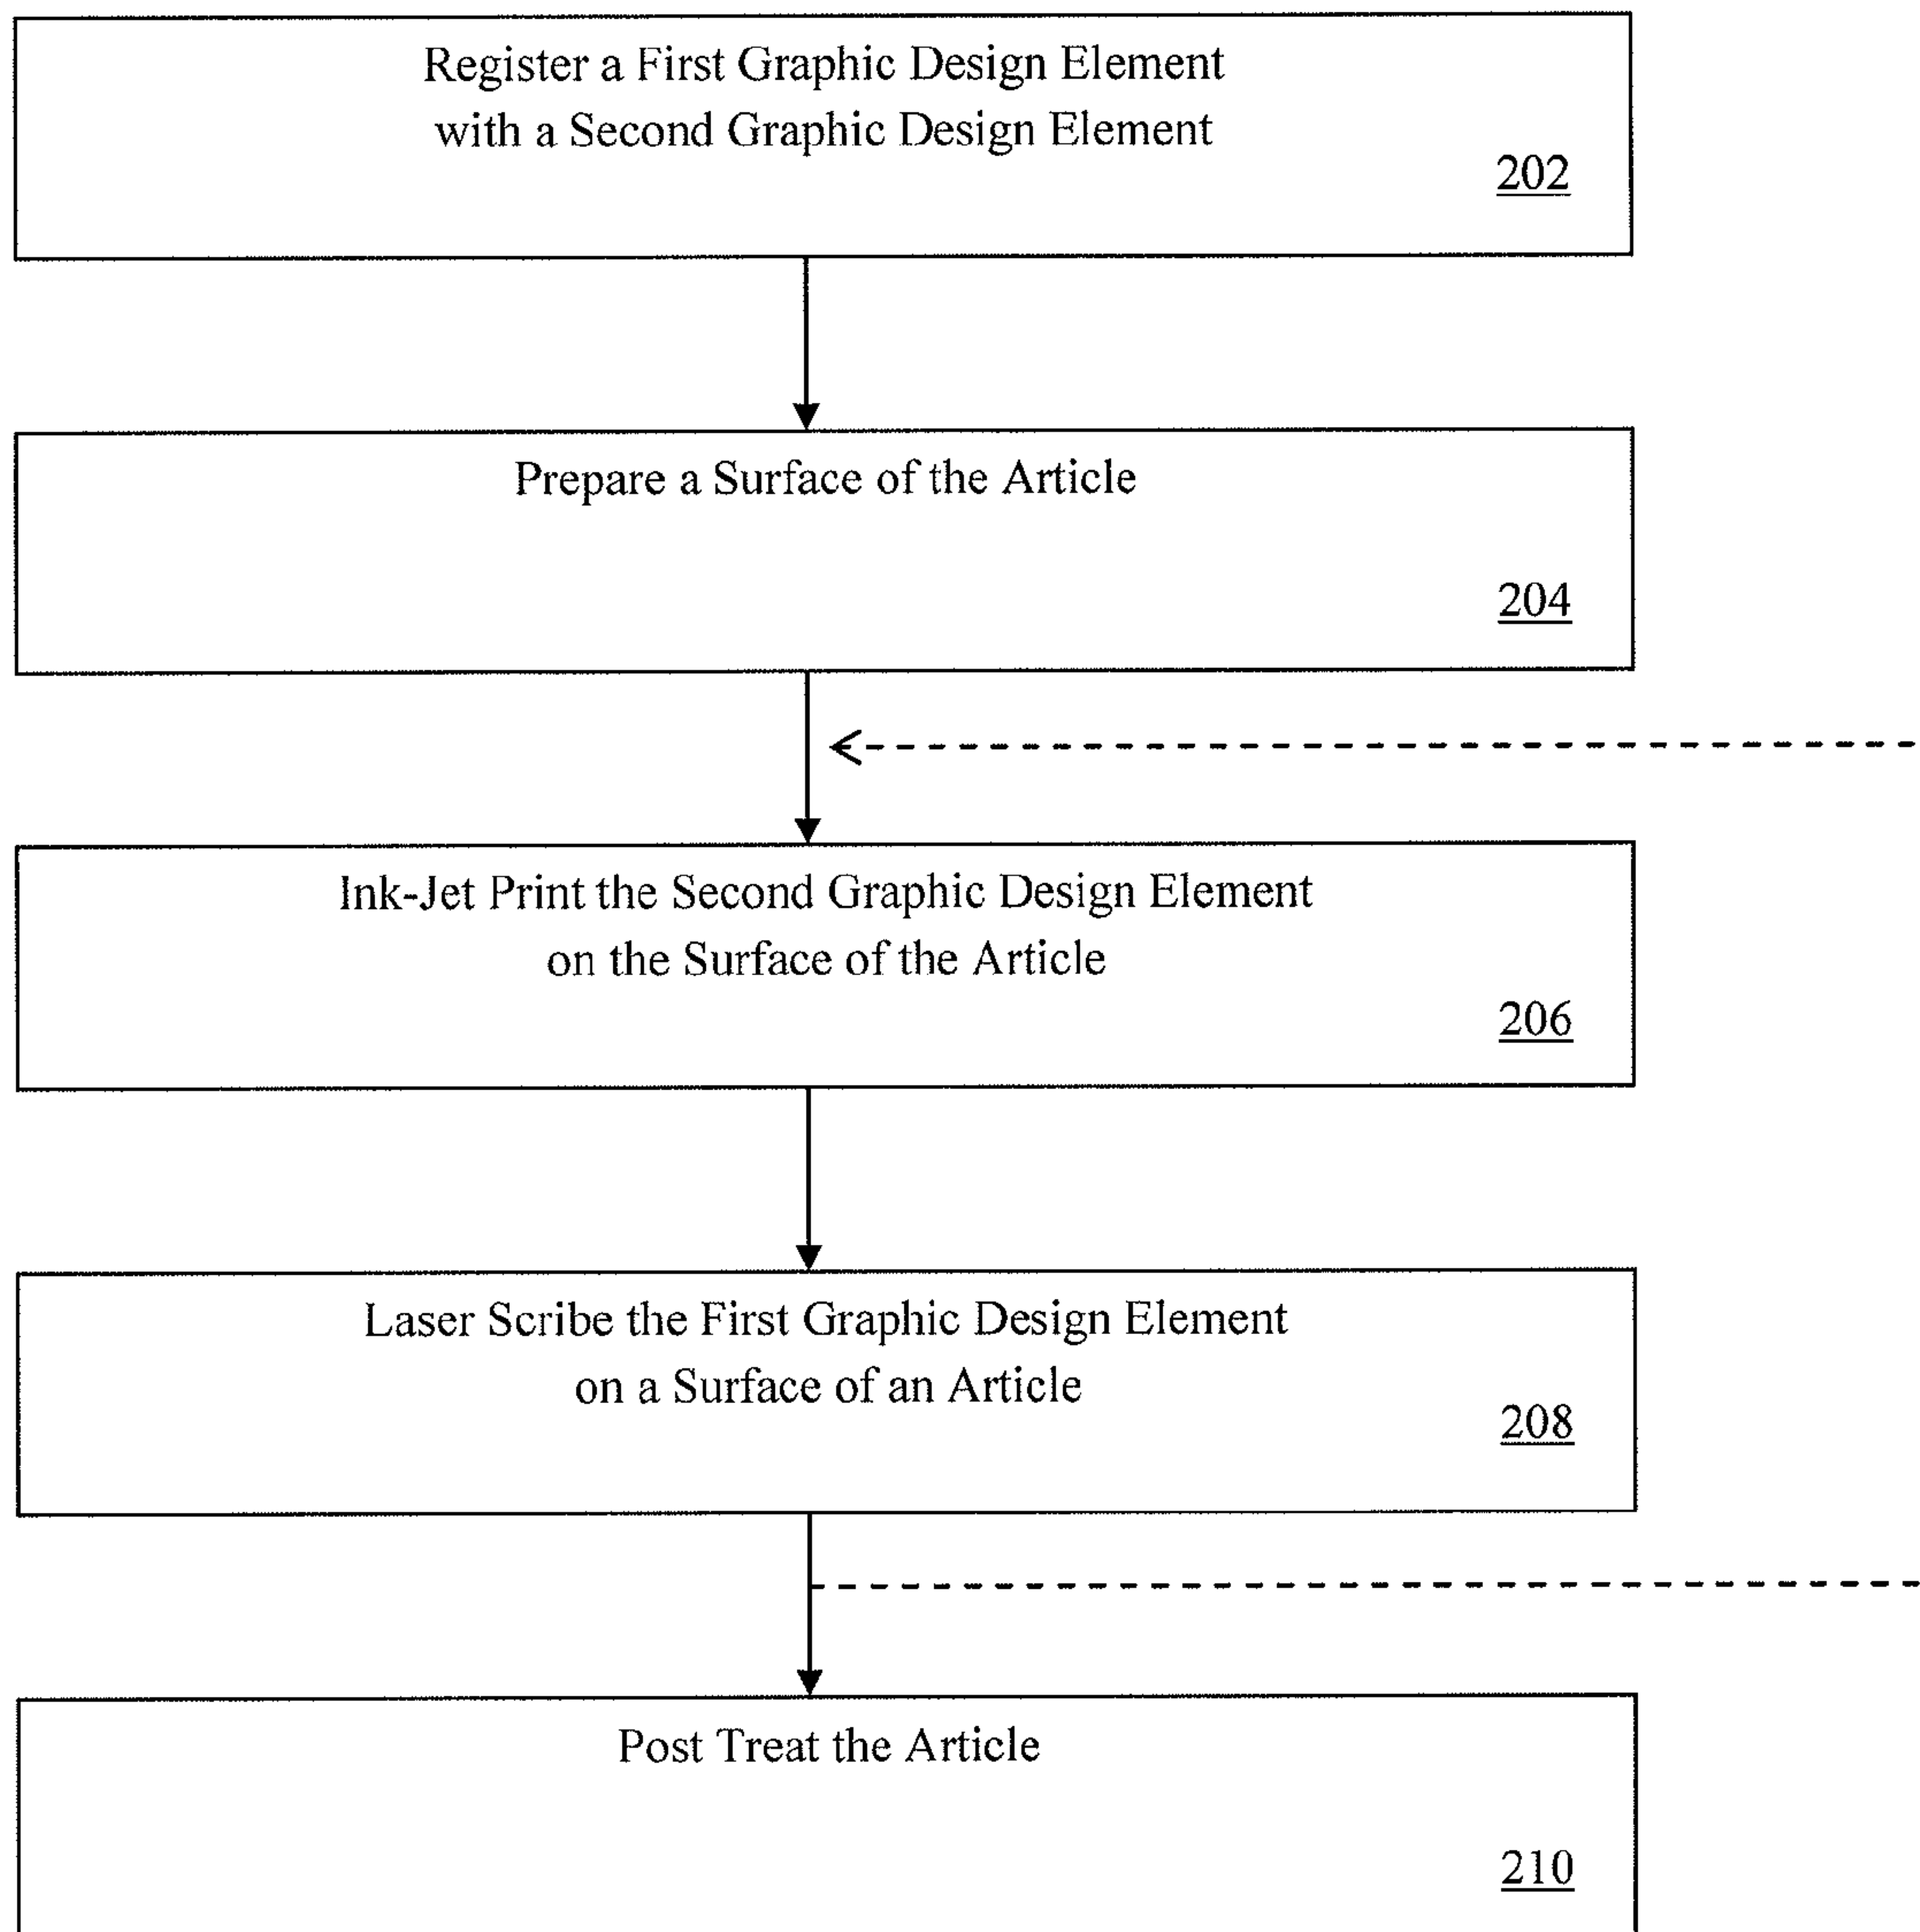 Register a First Graphic Design Element
with a Second Graphic Design Element
202
Prepare a Surface of the Article
204
Ink-Jet Print the Second Graphic Design Element
on the Surface of the Article
206
Laser Scribe the First Graphic Design Element
on a Surface of an Article
208
Post Treat the Article
210